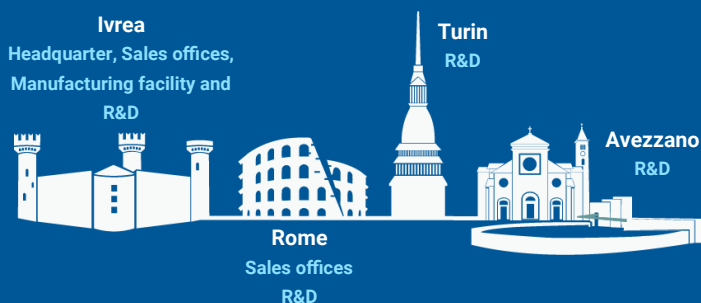 Ivrea
Headquarter, Sales offices,
Manufacturing facility and
R&D
Turin
R&D
Avezzano
R&D
Rome
Sales offices
R&D